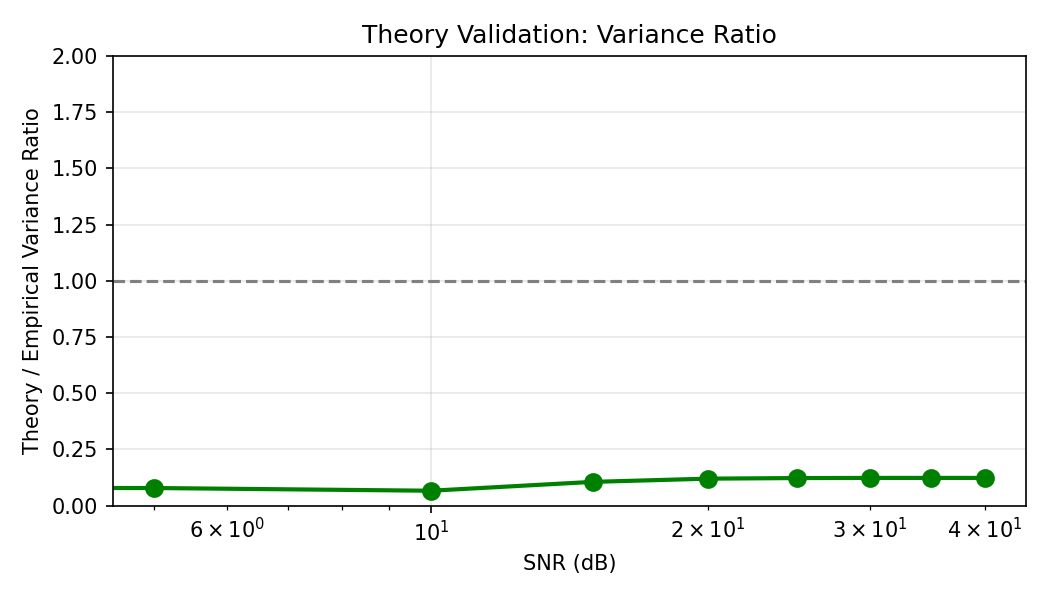 Theory Validation: Variance Ratio
Theory / Empirical Variance Ratio
2.00
1.75
1.50
1.25
1.00
0.75
0.50
0.25
0.00
6 × 10⁰
10¹
2 × 10¹
3 × 10¹
4 × 10¹
SNR (dB)